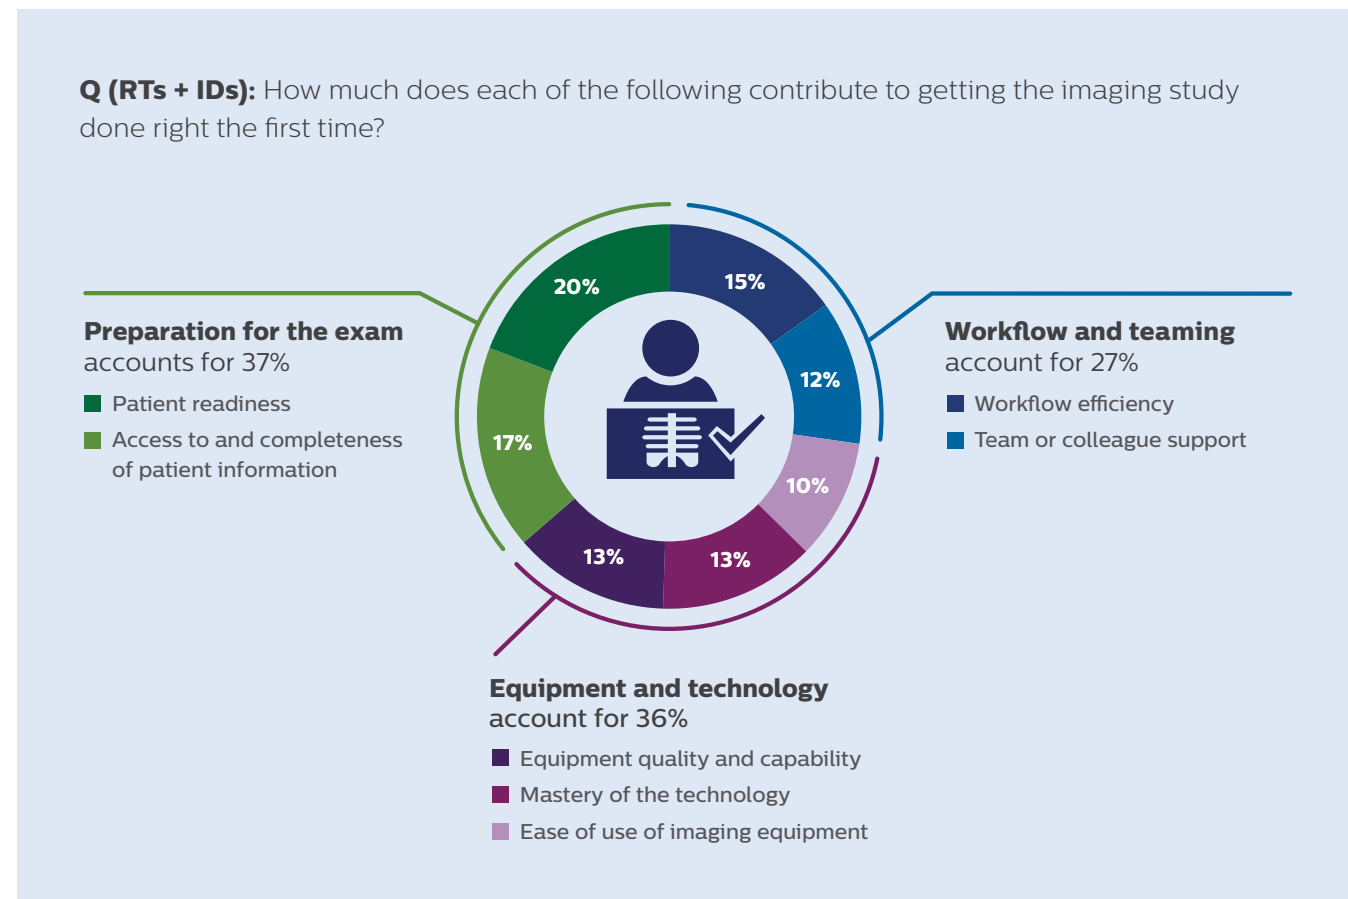 Q (RTs + IDs): How much does each of the following contribute to getting the imaging study
done right the first time?
20%
15%
12%
10%
13%
13%
17%
Preparation for the exam
accounts for 37%
Patient readiness
Access to and completeness
of patient information
Workflow and teaming
account for 27%
Workflow efficiency
Team or colleague support
Equipment and technology
account for 36%
Equipment quality and capability
Mastery of the technology
Ease of use of imaging equipment